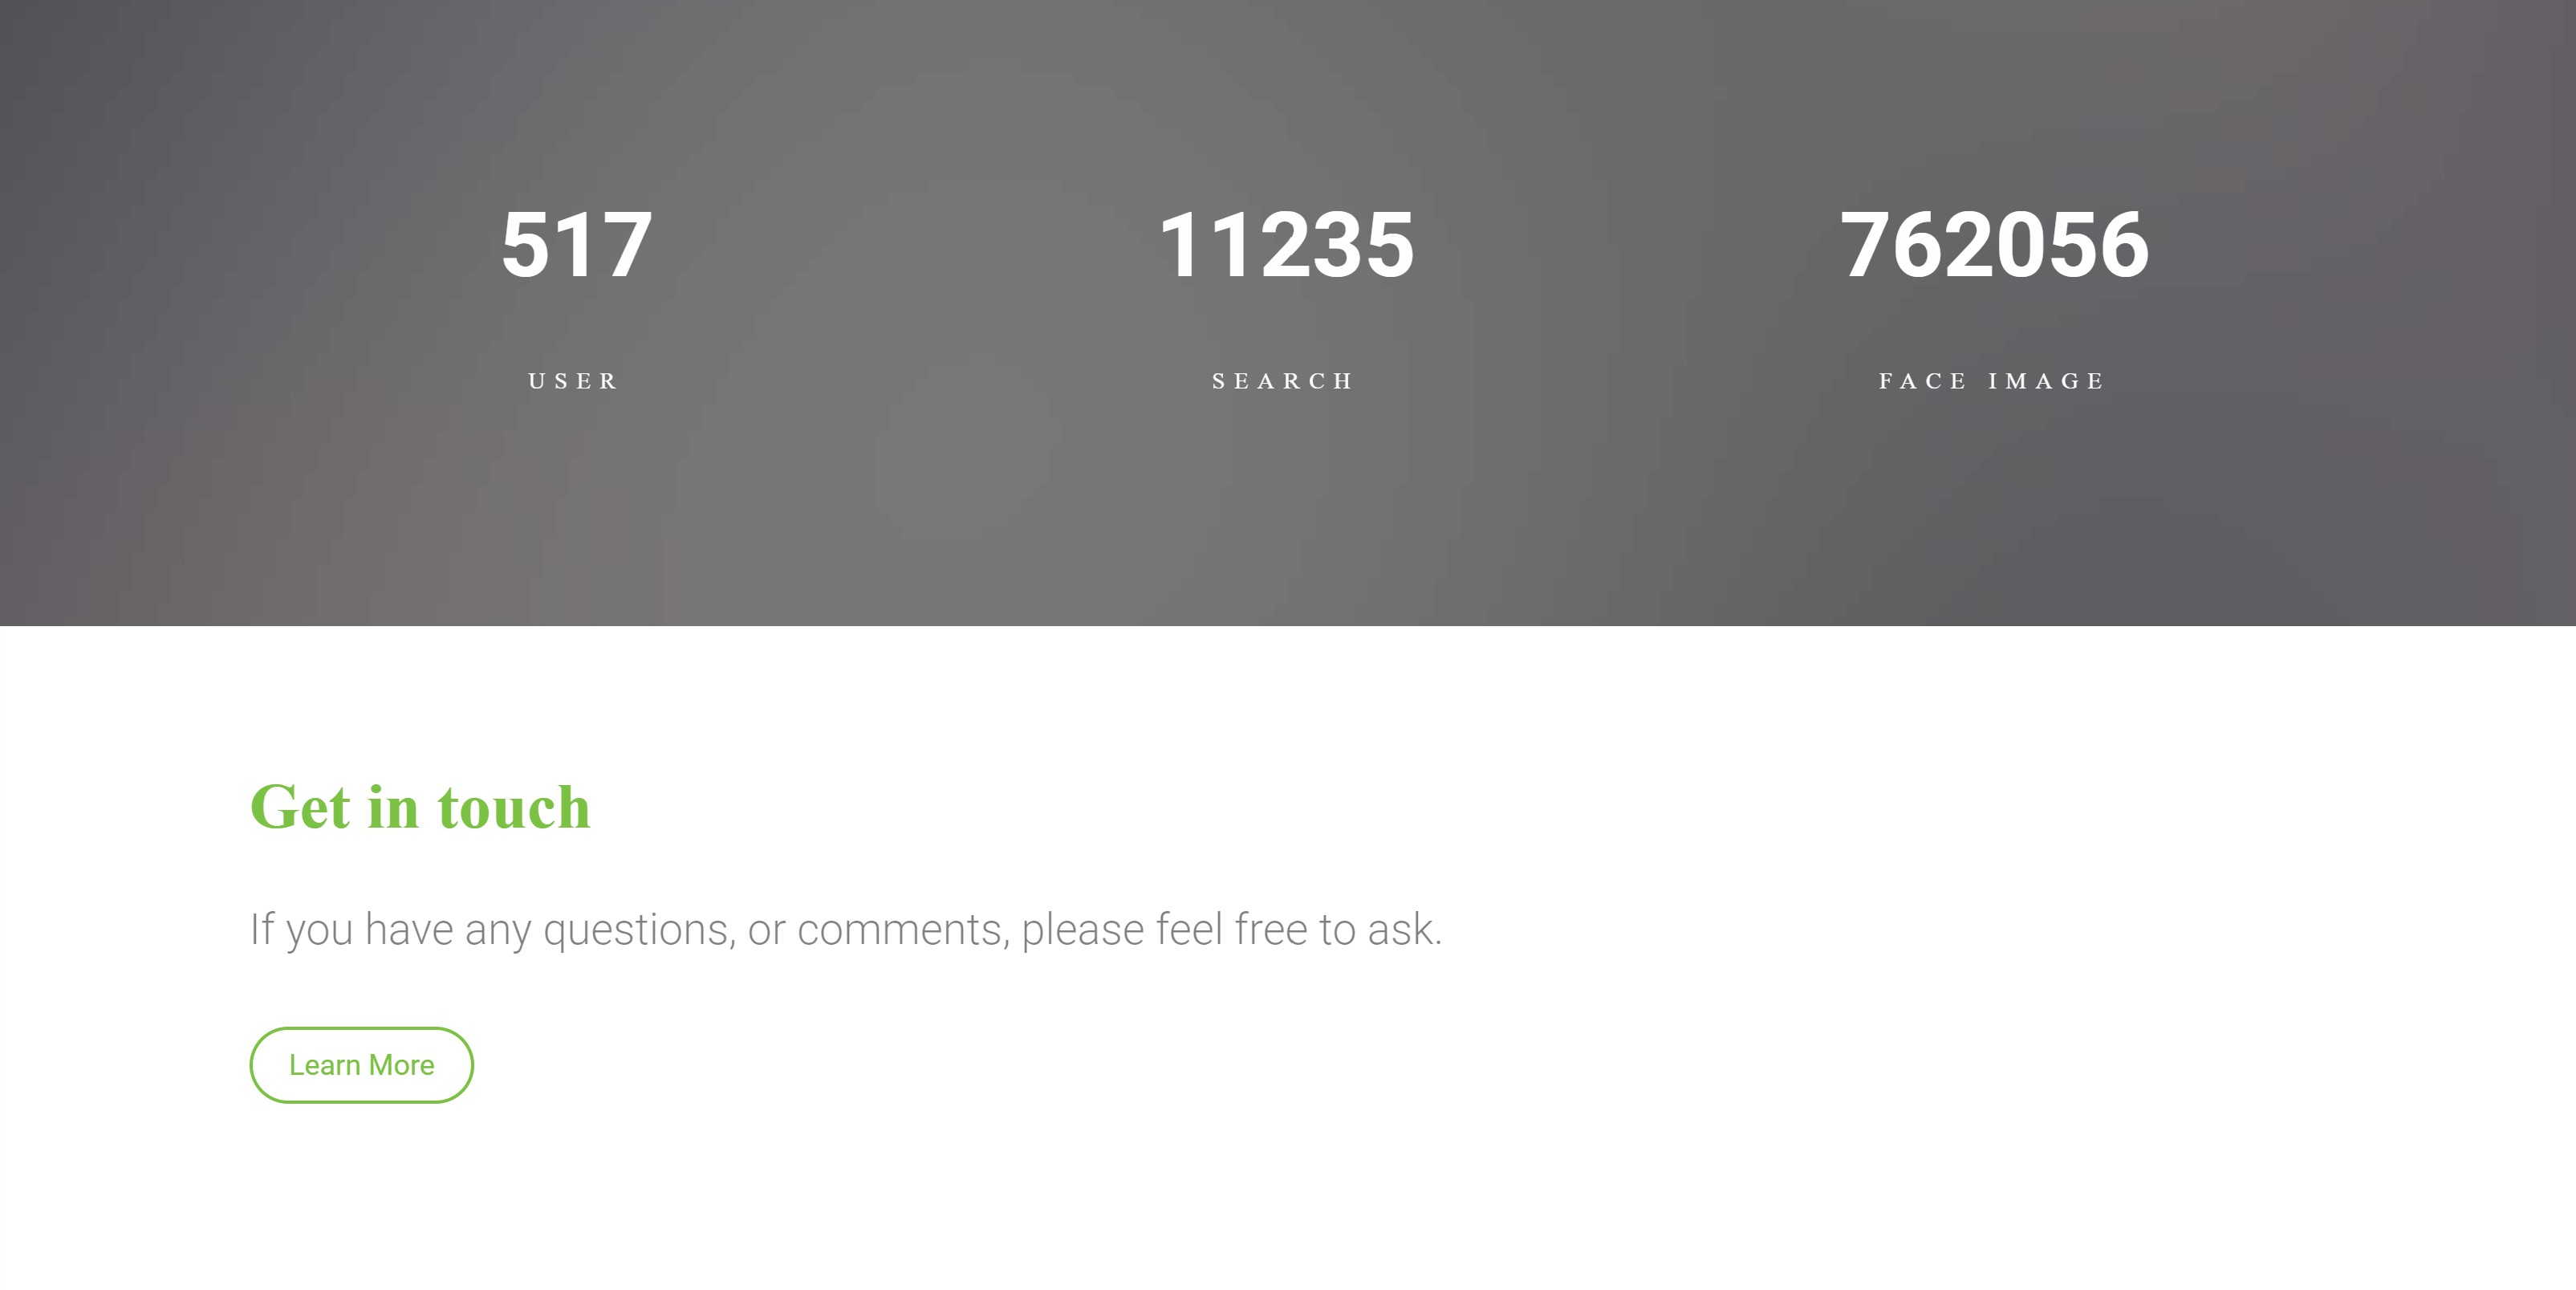 517 11235 762056
USER SEARCH FACE IMAGE
Get in touch
If you have any questions, or comments, please feel free to ask.
Learn More